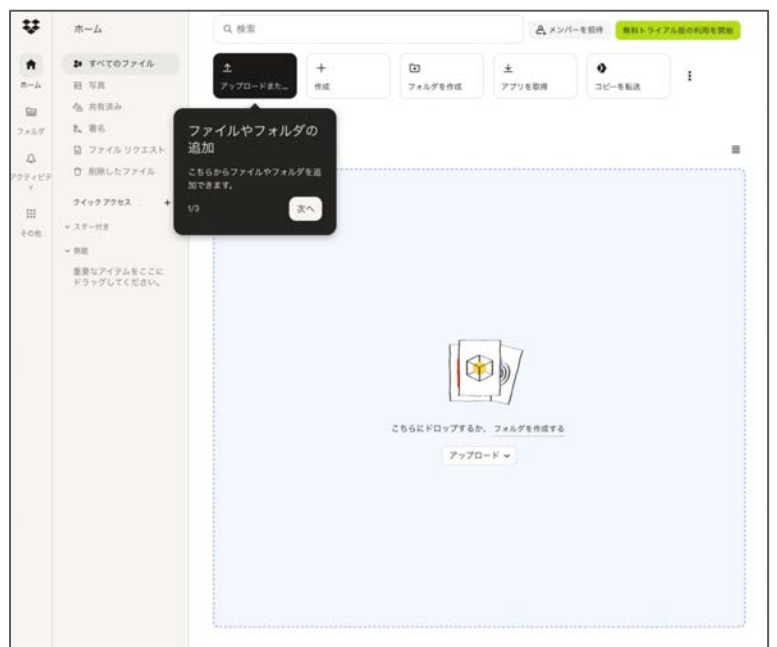 ホーム
検索
メンバーを招待
無料トライアル版の利用を開始
ホーム
フォルダ
アクティビティ
その他
すべてのファイル
写真
共有済み
署名
ファイル リクエスト
削除したファイル
クイック アクセス +
スター付き
無題
重要なアイテムをここに
ドラッグしてください。
アップロードまた…
作成
フォルダを作成
アプリを取得
コピーを転送
ファイルやフォルダの
追加
こちらからファイルやフォルダを追
加できます。
1/3
次へ
こちらにドロップするか、 フォルダを作成する
アップロード